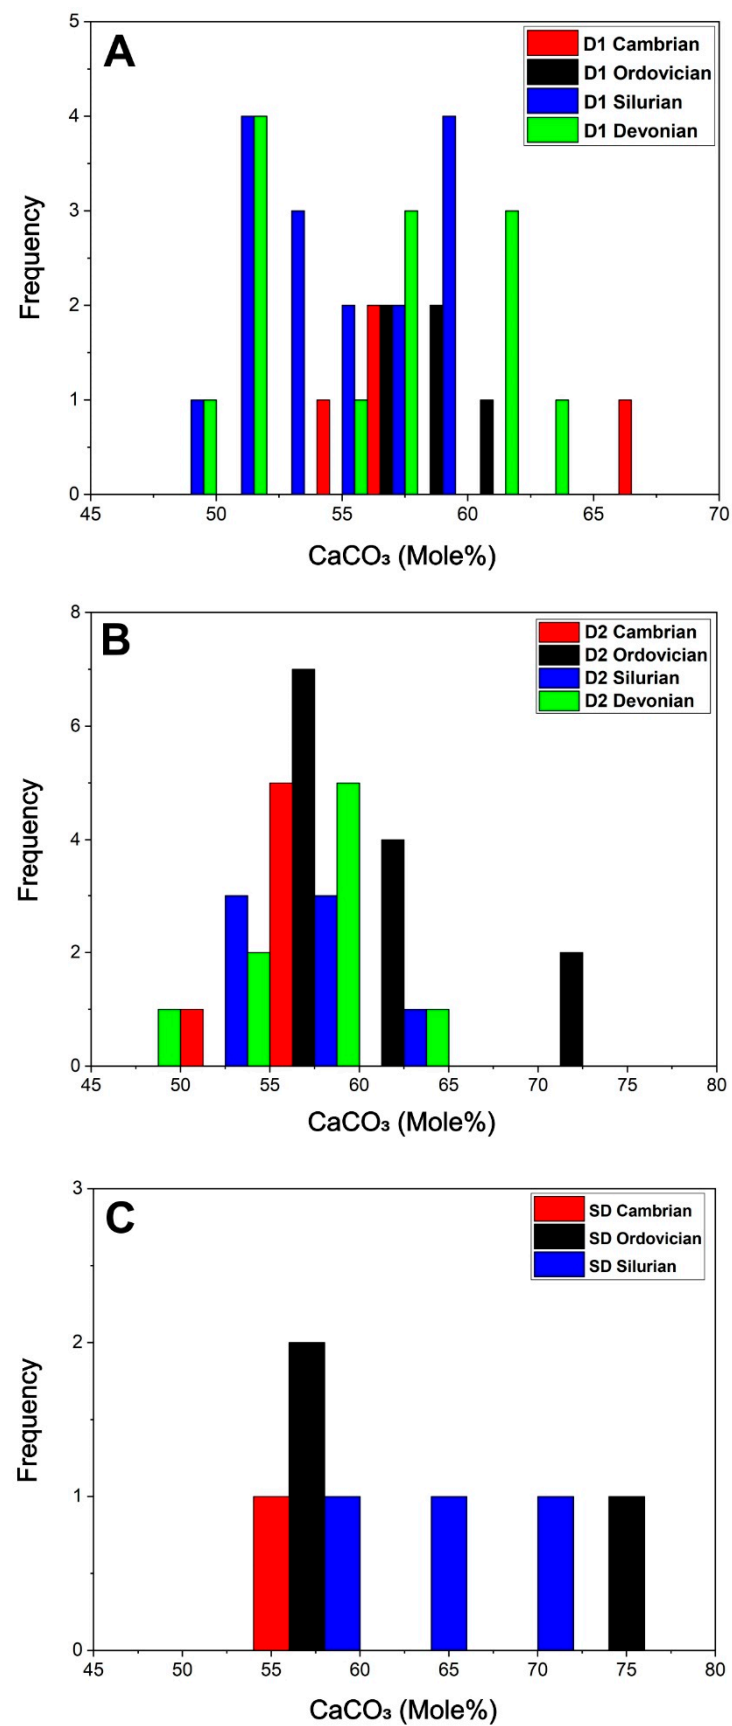 A
D1 Cambrian
D1 Ordovician
D1 Silurian
D1 Devonian
Frequency
5
4
3
2
1
0
45 50 55 60 65 70
CaCO₃ (Mole%)
B
D2 Cambrian
D2 Ordovician
D2 Silurian
D2 Devonian
Frequency
8
6
4
2
0
45 50 55 60 65 70 75 80
CaCO₃ (Mole%)
C
SD Cambrian
SD Ordovician
SD Silurian
Frequency
3
2
1
0
45 50 55 60 65 70 75 80
CaCO₃ (Mole%)